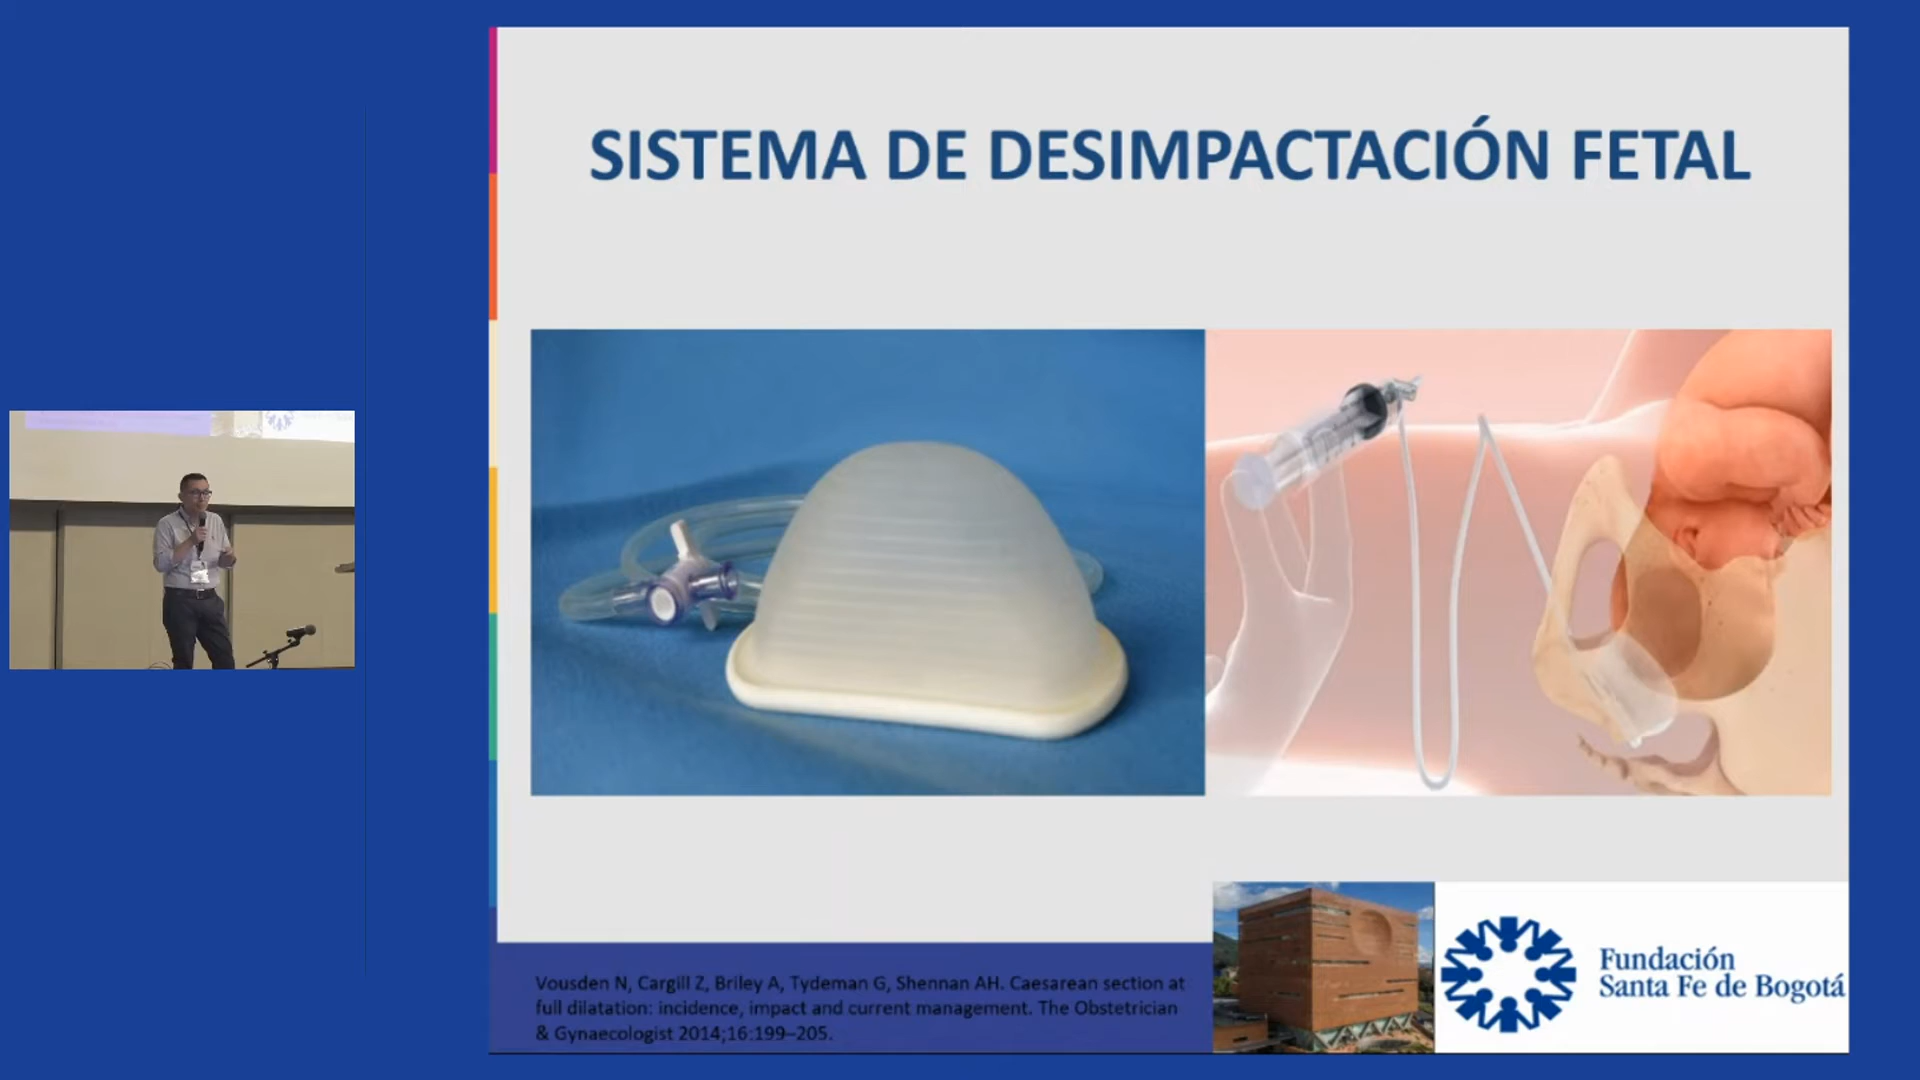 SISTEMA DE DESIMPACTACIÓN FETAL
Vousden N, Cargill Z, Briley A, Tydeman G, Shennan AH. Caesarean section at
full dilatation: incidence, impact and current management. The Obstetrician
& Gynaecologist 2014;16:199–205.
Fundación
Santa Fe de Bogotá